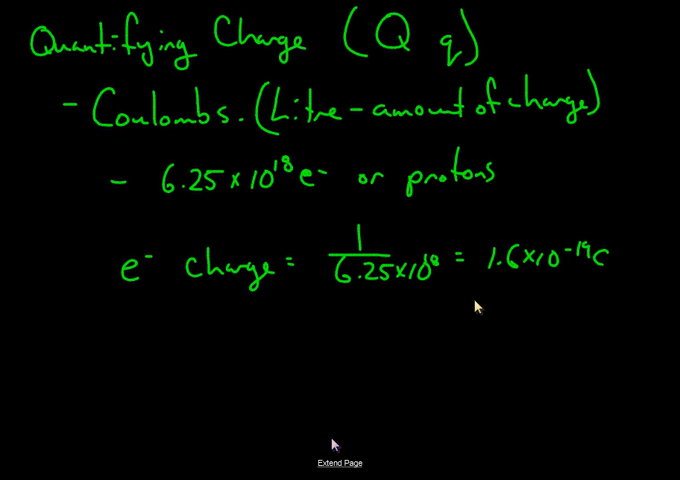 Quantifying Charge (Q q)
- Coulombs. (Litre - amount of charge)
- 6.25 x 10^18 e^- or protons
e^- charge = 1/6.25x10^18 = 1.6x10^-19 C
Extend Page